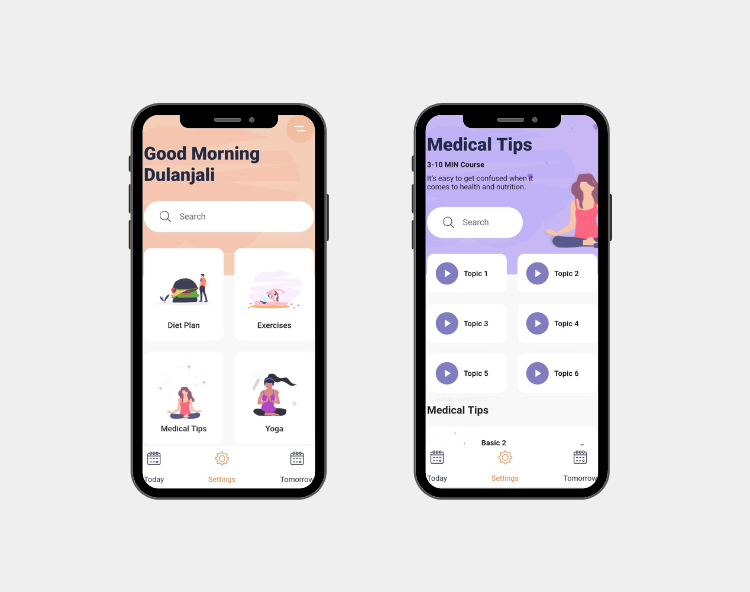 Good Morning
Dulanjali
Search
Diet Plan
Exercises
Medical Tips
Yoga
Today
Settings
Tomorrow
Medical Tips
3-10 MIN Course
It's easy to get confused when it
comes to health and nutrition.
Search
Topic 1
Topic 2
Topic 3
Topic 4
Topic 5
Topic 6
Medical Tips
Basic 2
Today
Settings
Tomorrow